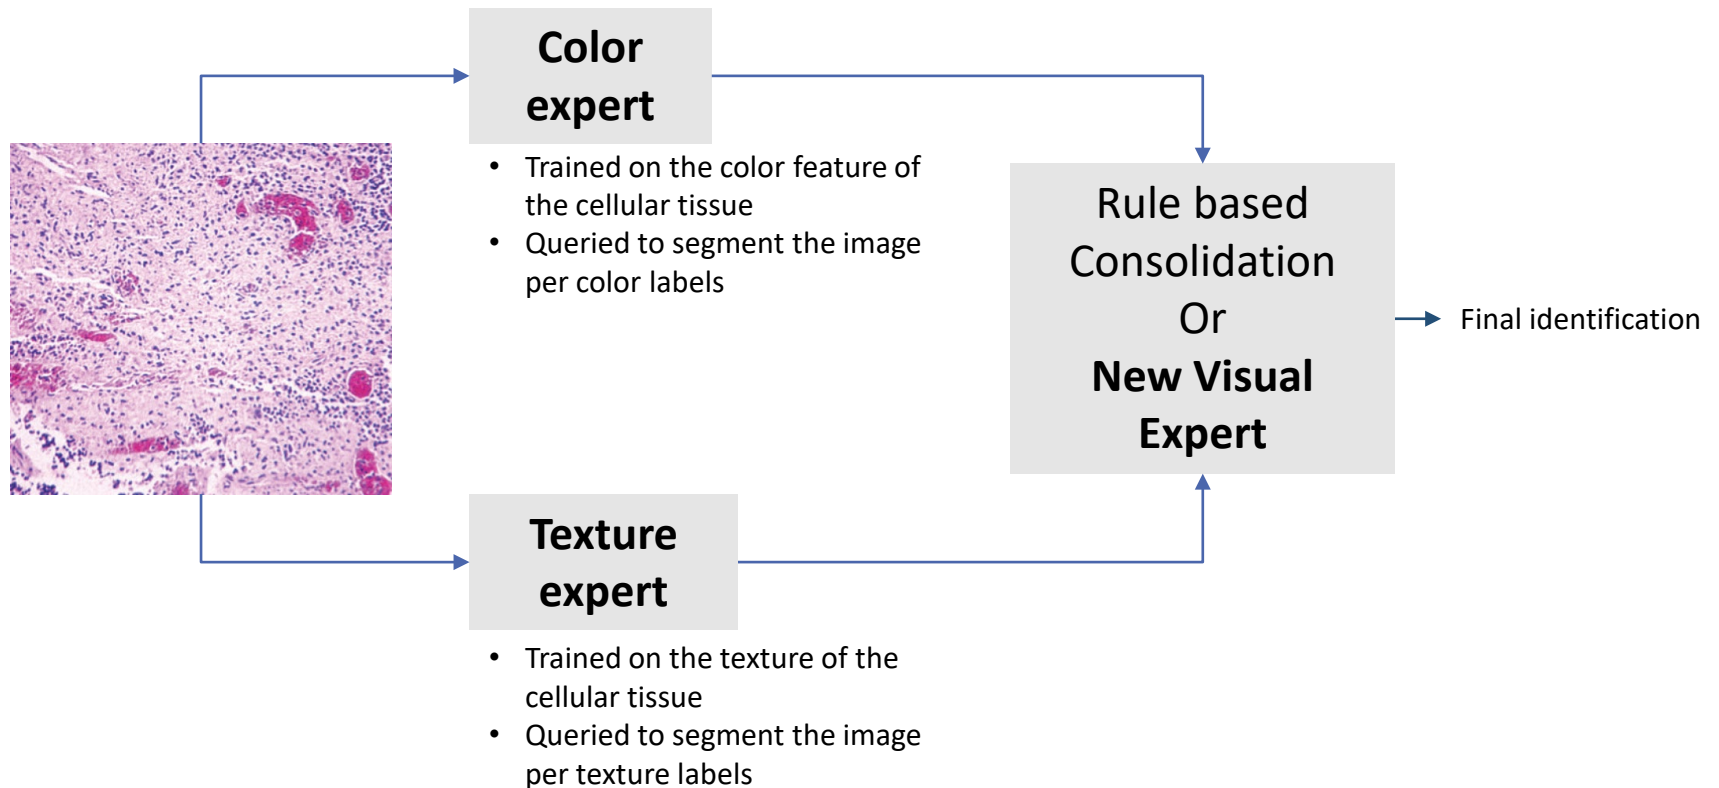 Color
expert
• Trained on the color feature of
the cellular tissue
• Queried to segment the image
per color labels
Rule based
Consolidation
Or
New Visual
Expert
Final identification
Texture
expert
• Trained on the texture of the
cellular tissue
• Queried to segment the image
per texture labels